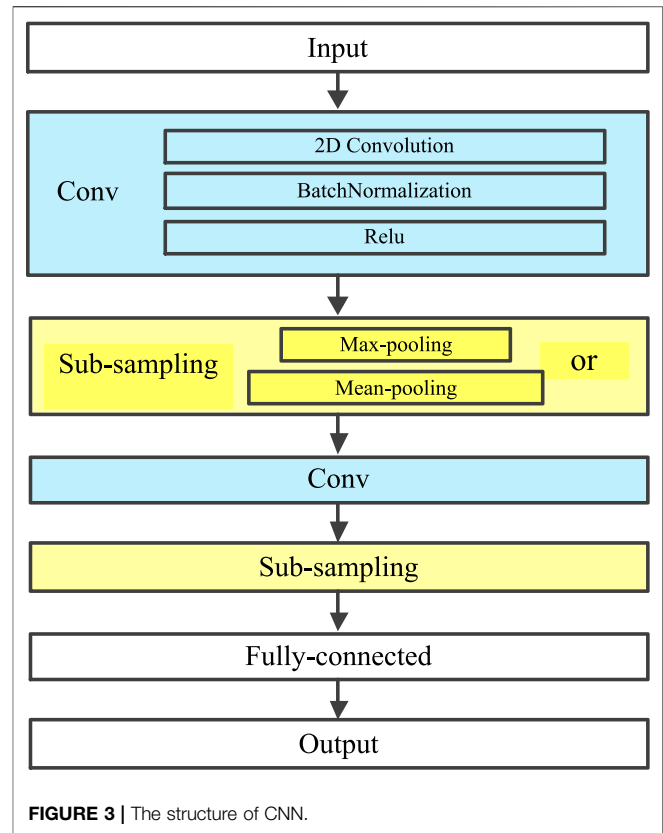 Input
2D Convolution
Conv
BatchNormalization
Relu
Max-pooling
Sub-sampling
or
Mean-pooling
Conv
Sub-sampling
Fully-connected
Output
FIGURE 3 | The structure of CNN.